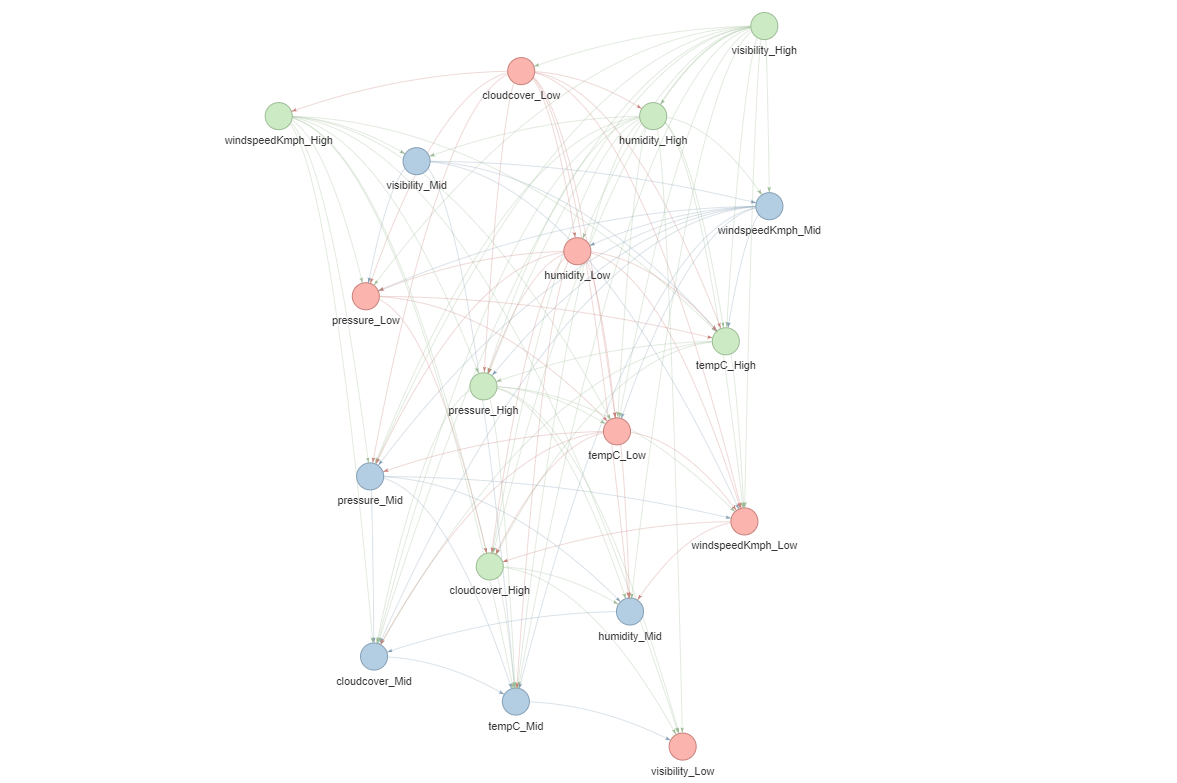 visibility_High
cloudcover_Low
windspeedKmph_High
humidity_High
visibility_Mid
windspeedKmph_Mid
humidity_Low
pressure_Low
tempC_High
pressure_High
tempC_Low
pressure_Mid
windspeedKmph_Low
cloudcover_High
humidity_Mid
cloudcover_Mid
tempC_Mid
visibility_Low